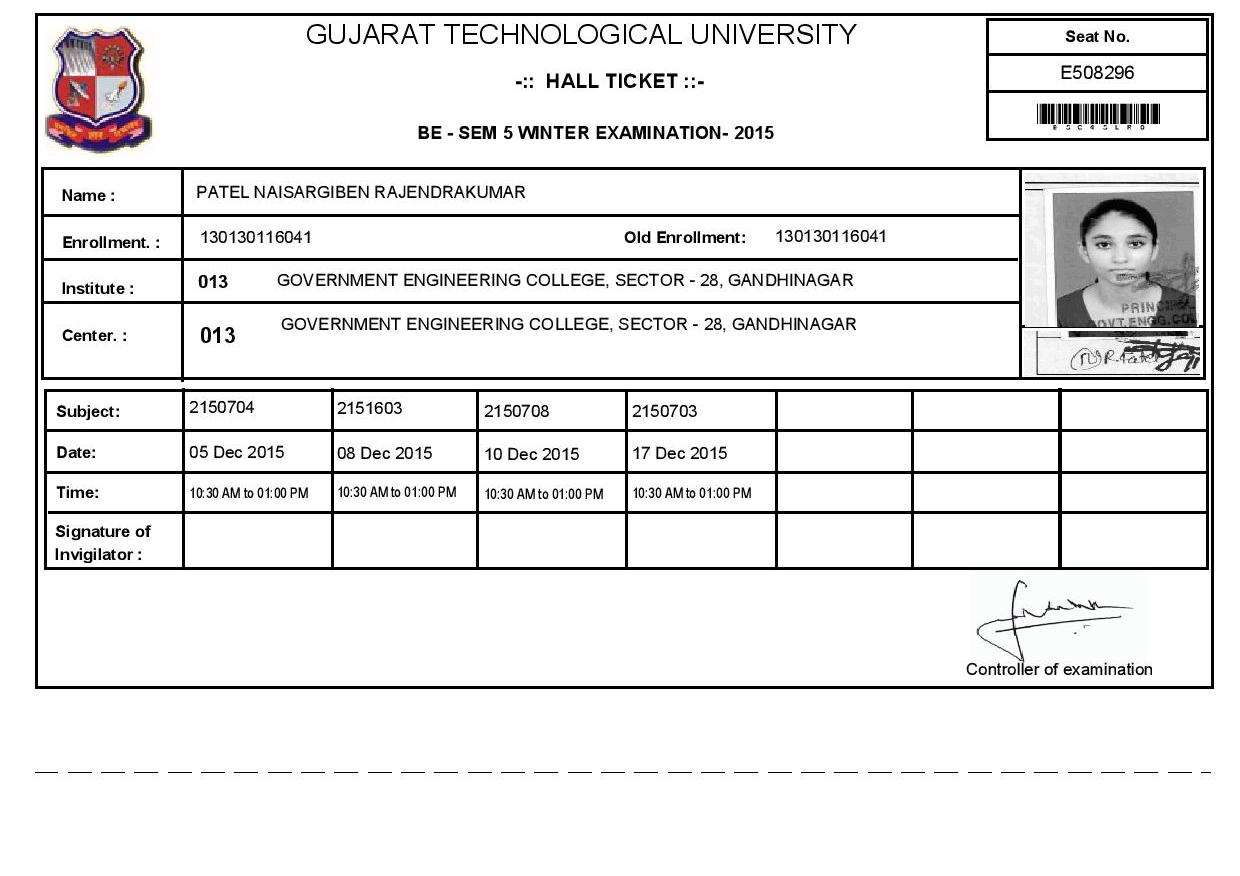 GUJARAT TECHNOLOGICAL UNIVERSITY
-:: HALL TICKET ::-
BE - SEM 5 WINTER EXAMINATION- 2015
Seat No.
E508296
Name : PATEL NAISARGIBEN RAJENDRAKUMAR
Enrollment. : 130130116041 Old Enrollment: 130130116041
Institute : 013 GOVERNMENT ENGINEERING COLLEGE, SECTOR - 28, GANDHINAGAR
Center. : 013 GOVERNMENT ENGINEERING COLLEGE, SECTOR - 28, GANDHINAGAR
Subject: 2150704 2151603 2150708 2150703
Date: 05 Dec 2015 08 Dec 2015 10 Dec 2015 17 Dec 2015
Time: 10:30 AM to 01:00 PM 10:30 AM to 01:00 PM 10:30 AM to 01:00 PM 10:30 AM to 01:00 PM
Signature of
Invigilator :
Controller of examination